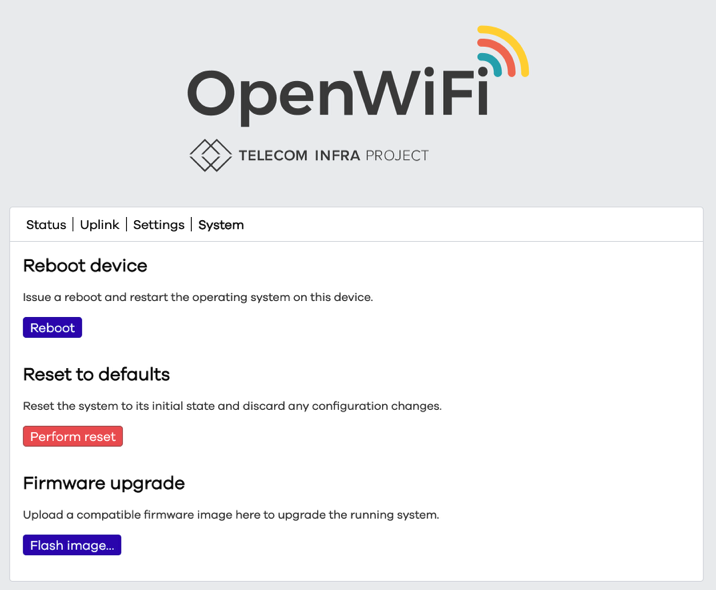 OpenWiFi
TELECOM INFRA PROJECT
Status | Uplink | Settings | System
Reboot device
Issue a reboot and restart the operating system on this device.
Reboot
Reset to defaults
Reset the system to its initial state and discard any configuration changes.
Perform reset
Firmware upgrade
Upload a compatible firmware image here to upgrade the running system.
Flash image...